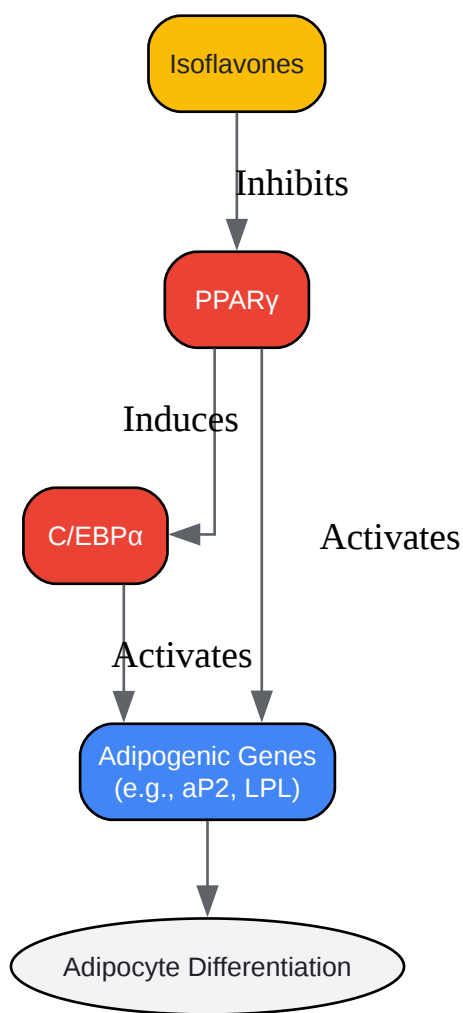 Isoflavones
Inhibits
PPARγ
Induces
C/EBPα
Activates
Activates
Adipogenic Genes
(e.g., aP2, LPL)
Adipocyte Differentiation